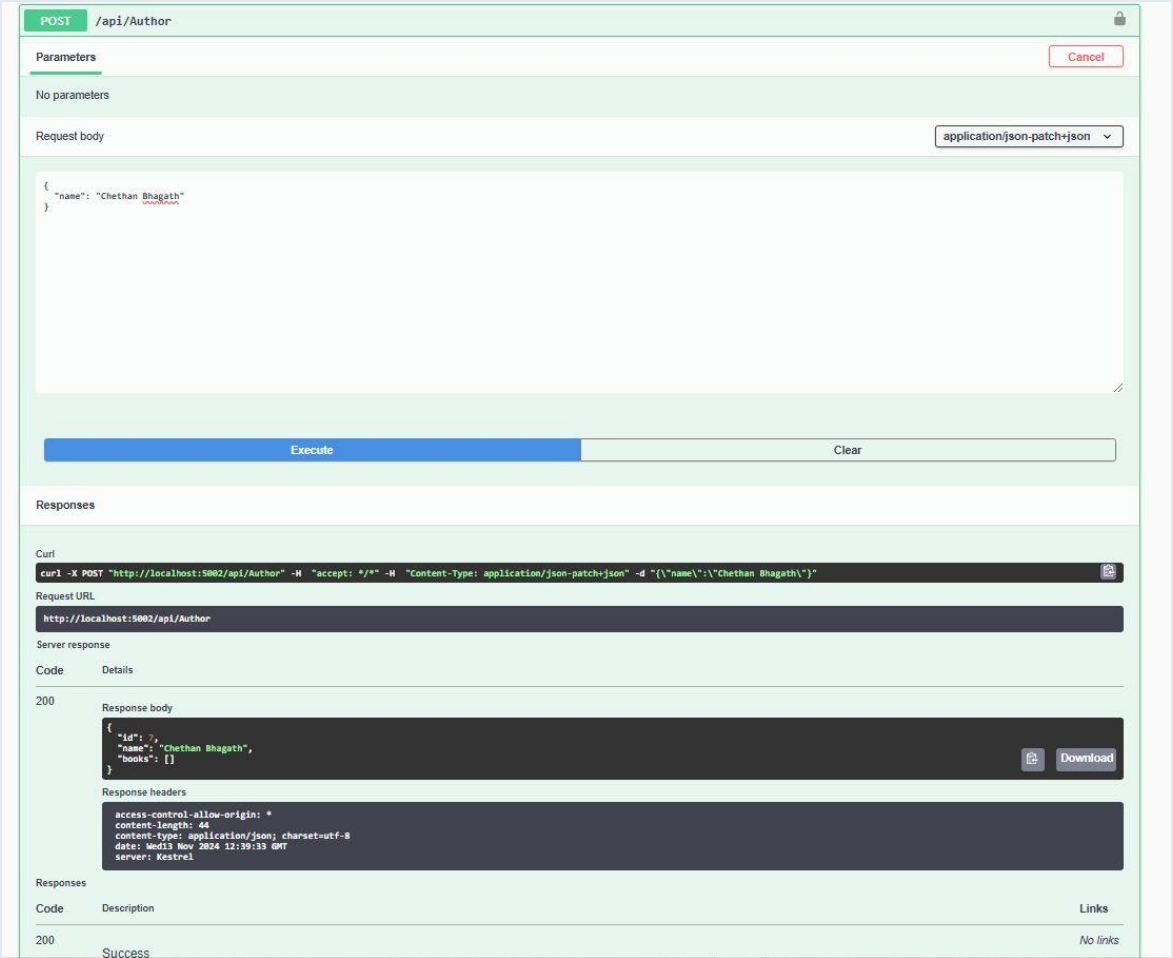 POST /api/Author
Parameters
Cancel
No parameters
Request body
application/json-patch+json
{
"name": "Chethan Bhagath"
}
Execute
Clear
Responses
Curl
curl -X POST "http://localhost:5002/api/Author" -H "accept: */*" -H "Content-Type: application/json-patch+json" -d "{\"name\":\"Chethan Bhagath\"}"
Request URL
http://localhost:5002/api/Author
Server response
Code Details
200
Response body
{
"id": 7,
"name": "Chethan Bhagath",
"books": []
}
Download
Response headers
access-control-allow-origin: *
content-length: 44
content-type: application/json; charset=utf-8
date: Wed13 Nov 2024 12:39:33 GMT
server: Kestrel
Responses
Code Description Links
200 No links
Success